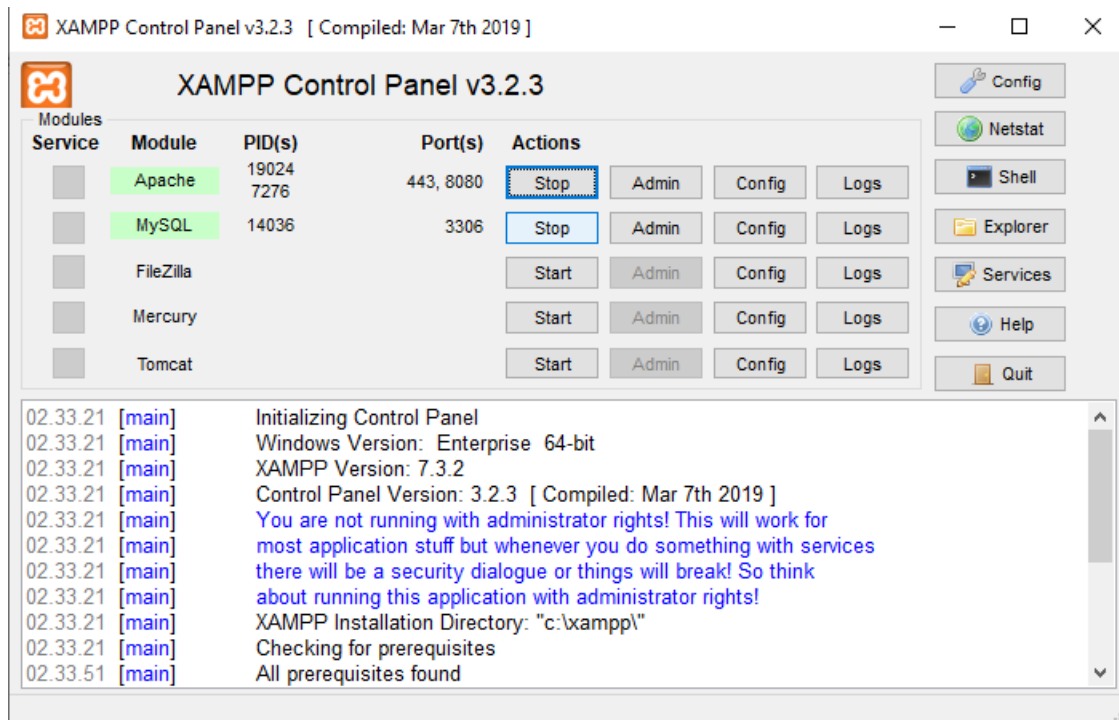 XAMPP Control Panel v3.2.3 [ Compiled: Mar 7th 2019 ]
XAMPP Control Panel v3.2.3
Config
Modules
Netstat
Service Module PID(s) Port(s) Actions
Apache 19024 7276 443, 8080 Stop Admin Config Logs
Shell
MySQL 14036 3306 Stop Admin Config Logs
Explorer
FileZilla Start Admin Config Logs
Services
Mercury Start Admin Config Logs
Help
Tomcat Start Admin Config Logs
Quit
02.33.21 [main] Initializing Control Panel
02.33.21 [main] Windows Version: Enterprise 64-bit
02.33.21 [main] XAMPP Version: 7.3.2
02.33.21 [main] Control Panel Version: 3.2.3 [ Compiled: Mar 7th 2019 ]
02.33.21 [main] You are not running with administrator rights! This will work for
02.33.21 [main] most application stuff but whenever you do something with services
02.33.21 [main] there will be a security dialogue or things will break! So think
02.33.21 [main] about running this application with administrator rights!
02.33.21 [main] XAMPP Installation Directory: "c:\xampp\"
02.33.21 [main] Checking for prerequisites
02.33.51 [main] All prerequisites found